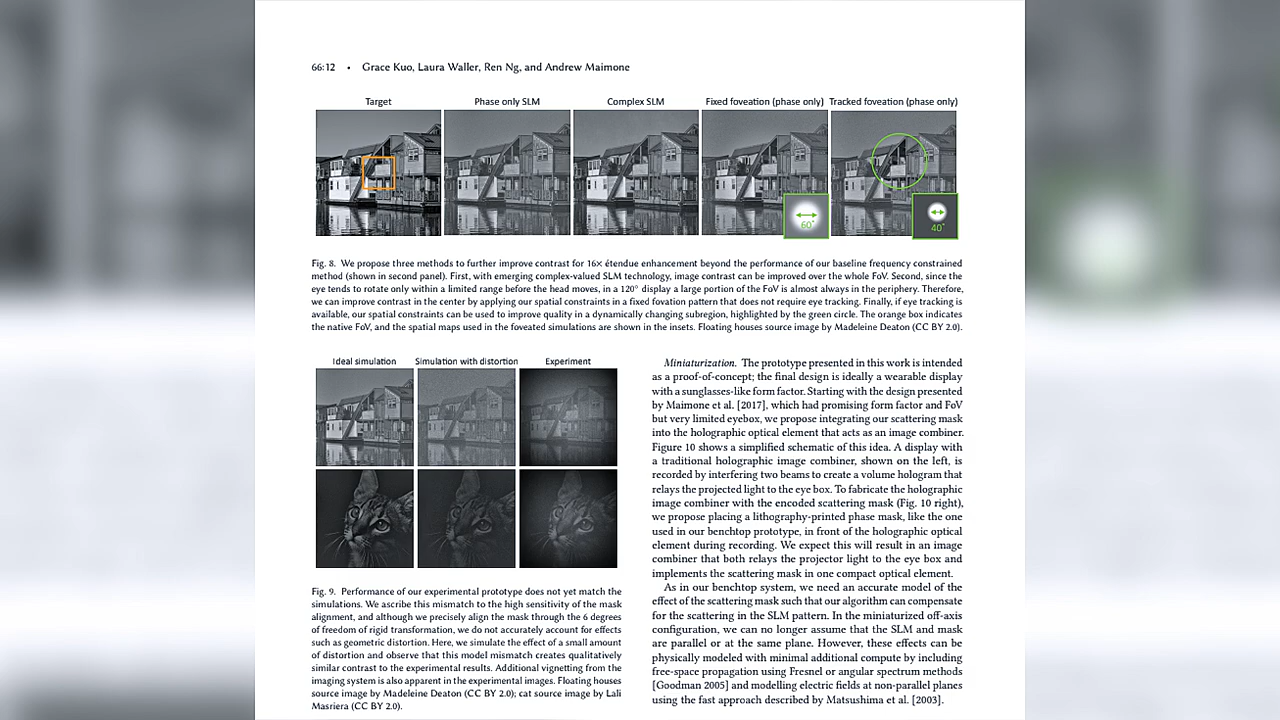 66:12 • Grace Kuo, Laura Waller, Ren Ng, and Andrew Maimone
Target
Phase only SLM
Complex SLM
Fixed foveation (phase only)
Tracked foveation (phase only)
60°
40°
Fig. 8. We propose three methods to further improve contrast for 16× étendue enhancement beyond the performance of our baseline frequency constrained
method (shown in second panel). First, with emerging complex-valued SLM technology, image contrast can be improved over the whole FoV. Second, since the
eye tends to rotate only within a limited range before the head moves, in a 120° display a large portion of the FoV is almost always in the periphery. Therefore,
we can improve contrast in the center by applying our spatial constraints in a fixed fovation pattern that does not require eye tracking. Finally, if eye tracking is
available, our spatial constraints can be used to improve quality in a dynamically changing subregion, highlighted by the green circle. The orange box indicates
the native FoV, and the spatial maps used in the foveated simulations are shown in the insets. Floating houses source image by Madeleine Deaton (CC BY 2.0).
Ideal simulation
Simulation with distortion
Experiment
Fig. 9. Performance of our experimental prototype does not yet match the
simulations. We ascribe this mismatch to the high sensitivity of the mask
alignment, and although we precisely align the mask through the 6 degrees
of freedom of rigid transformation, we do not accurately account for effects
such as geometric distortion. Here, we simulate the effect of a small amount
of distortion and observe that this model mismatch creates qualitatively
similar contrast to the experimental results. Additional vignetting from the
imaging system is also apparent in the experimental images. Floating houses
source image by Madeleine Deaton (CC BY 2.0); cat source image by Lali
Masriera (CC BY 2.0).
Miniaturization. The prototype presented in this work is intended
as a proof-of-concept; the final design is ideally a wearable display
with a sunglasses-like form factor. Starting with the design presented
by Maimone et al. [2017], which had promising form factor and FoV
but very limited eyebox, we propose integrating our scattering mask
into the holographic optical element that acts as an image combiner.
Figure 10 shows a simplified schematic of this idea. A display with
a traditional holographic image combiner, shown on the left, is
recorded by interfering two beams to create a volume hologram that
relays the projected light to the eye box. To fabricate the holographic
image combiner with the encoded scattering mask (Fig. 10 right),
we propose placing a lithography-printed phase mask, like the one
used in our benchtop prototype, in front of the holographic optical
element during recording. We expect this will result in an image
combiner that both relays the projector light to the eye box and
implements the scattering mask in one compact optical element.
As in our benchtop system, we need an accurate model of the
effect of the scattering mask such that our algorithm can compensate
for the scattering in the SLM pattern. In the miniaturized off-axis
configuration, we can no longer assume that the SLM and mask
are parallel or at the same plane. However, these effects can be
physically modeled with minimal additional compute by including
free-space propagation using Fresnel or angular spectrum methods
[Goodman 2005] and modelling electric fields at non-parallel planes
using the fast approach described by Matsushima et al. [2003].